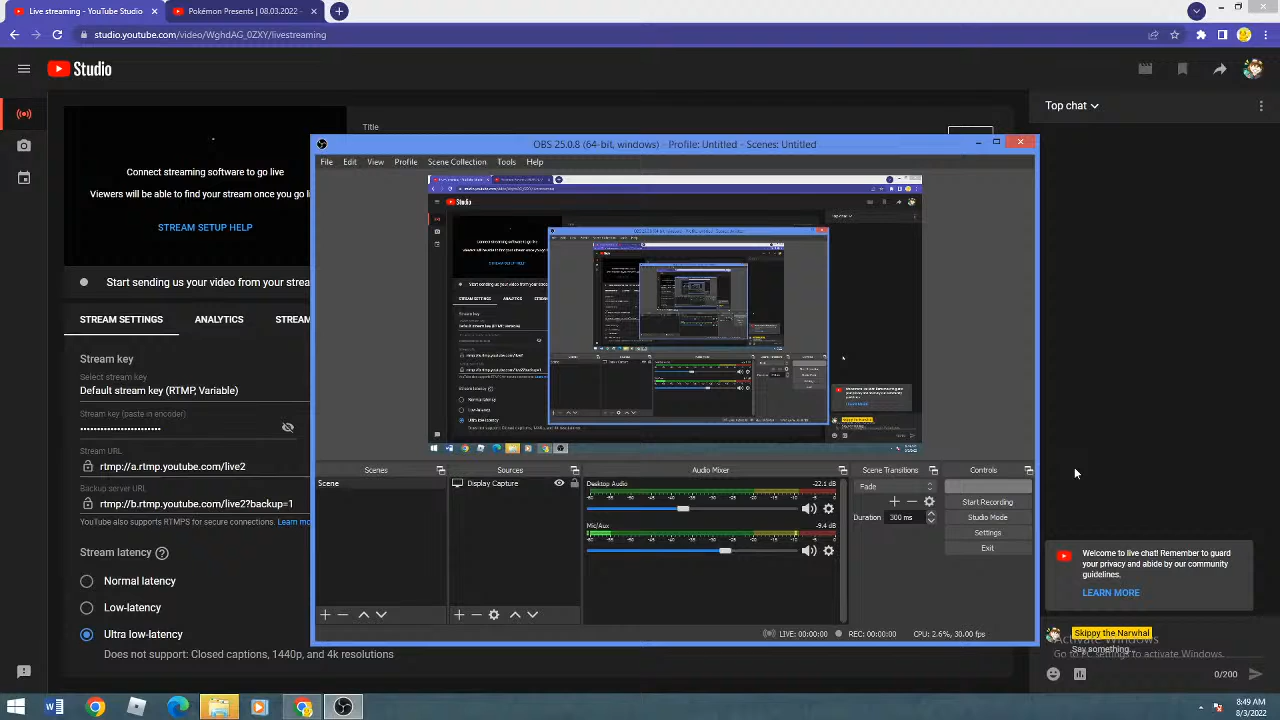 Live streaming - YouTube Studio
Pokémon Presents | 08.03.2022 -
studio.youtube.com/video/WghdAG_0ZXY/livestreaming
Studio
Top chat
Title
Connect streaming software to go live
Viewers will be able to find your stream once you go li
STREAM SETUP HELP
Start sending us your video from your strea
STREAM SETTINGS
ANALYTICS
STREAM
Stream key
Select stream key
Default stream key (RTMP, Variable)
Stream key (paste in encoder)
Stream URL
rtmp://a.rtmp.youtube.com/live2
Backup server URL
rtmp://b.rtmp.youtube.com/live2?backup=1
YouTube also supports RTMPS for secure connections. Learn mo
Stream latency
Normal latency
Low-latency
Ultra low-latency
Does not support: Closed captions, 1440p, and 4k resolutions
OBS 25.0.8 (64-bit, windows) - Profile: Untitled - Scenes: Untitled
File Edit View Profile Scene Collection Tools Help
Scenes
Scene
Sources
Display Capture
Audio Mixer
Desktop Audio
-22.1 dB
Mic/Aux
-9.4 dB
Scene Transitions
Fade
Duration 300 ms
Controls
Start Recording
Studio Mode
Settings
Exit
LIVE: 00:00:00
REC: 00:00:00
CPU: 2.6%, 30.00 fps
Welcome to live chat! Remember to guard
your privacy and abide by our community
guidelines.
LEARN MORE
Skippy the Narwhal
Activate Windows
Say something...
Go to PC settings to activate Windows.
0/200
8:49 AM
8/3/2022